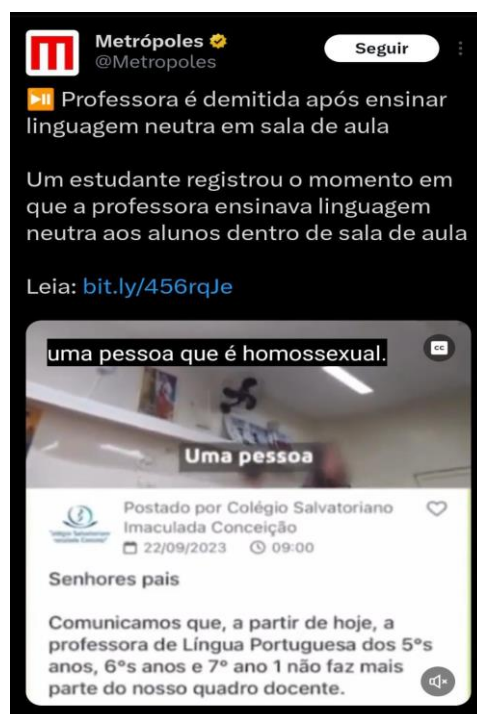 Metrópoles
@Metropoles
Seguir
Professora é demitida após ensinar
linguagem neutra em sala de aula
Um estudante registrou o momento em
que a professora ensinava linguagem
neutra aos alunos dentro de sala de aula
Leia: bit.ly/456rqJe
uma pessoa que é homossexual.
CC
Uma pessoa
Postado por Colégio Salvatoriano
Imaculada Conceição
22/09/2023 09:00
Senhores pais
Comunicamos que, a partir de hoje, a
professora de Língua Portuguesa dos 5°s
anos, 6°s anos e 7° ano 1 não faz mais
parte do nosso quadro docente.